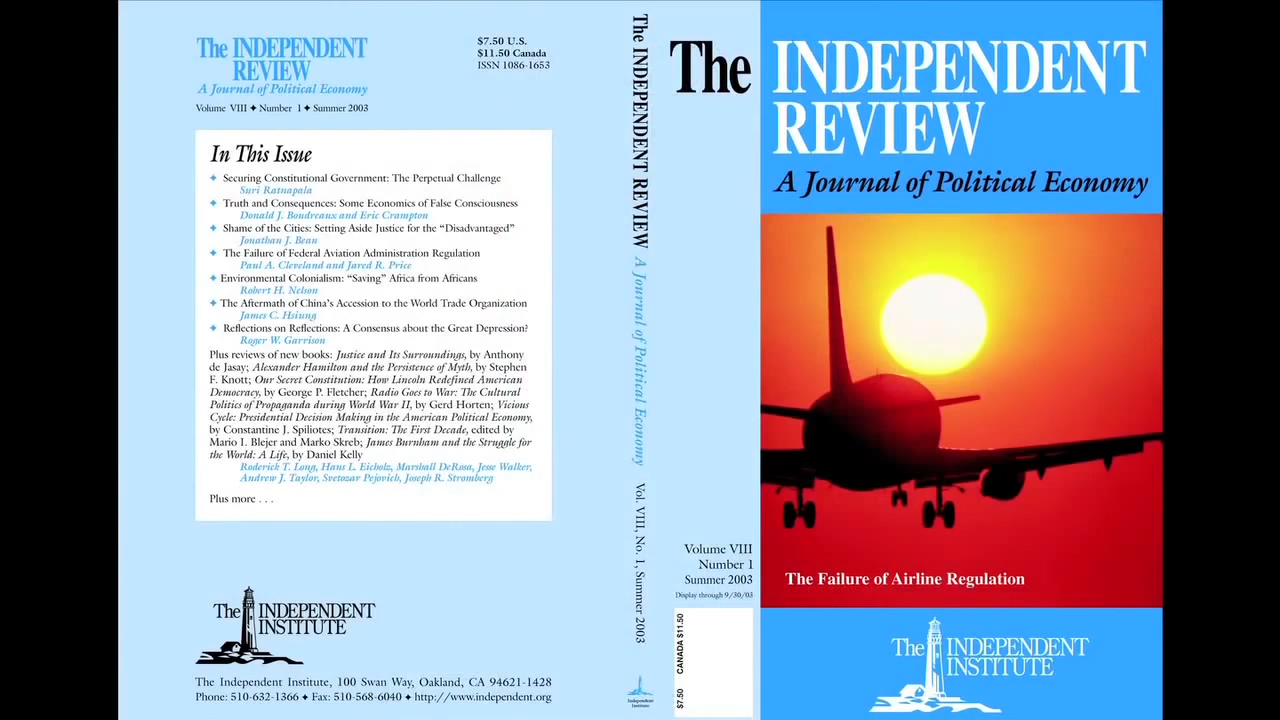 The INDEPENDENT
REVIEW
A Journal of Political Economy
Volume VIII ✦ Number 1 ✦ Summer 2003
$7.50 U.S.
$11.50 Canada
ISSN 1086-1653
In This Issue
✦ Securing Constitutional Government: The Perpetual Challenge
Suri Ratnapala
✦ Truth and Consequences: Some Economics of False Consciousness
Donald J. Boudreaux and Eric Crampton
✦ Shame of the Cities: Setting Aside Justice for the “Disadvantaged”
Jonathan J. Bean
✦ The Failure of Federal Aviation Administration Regulation
Paul A. Cleveland and Jared R. Price
✦ Environmental Colonialism: “Saving” Africa from Africans
Robert H. Nelson
✦ The Aftermath of China’s Accession to the World Trade Organization
James C. Hsiung
✦ Reflections on Reflections: A Consensus about the Great Depression?
Roger W. Garrison
Plus reviews of new books: Justice and Its Surroundings, by Anthony
de Jasay; Alexander Hamilton and the Persistence of Myth, by Stephen
F. Knott; Our Secret Constitution: How Lincoln Redefined American
Democracy, by George P. Fletcher; Radio Goes to War: The Cultural
Politics of Propaganda during World War II, by Gerd Horten; Vicious
Cycle: Presidential Decision Making in the American Political Economy,
by Constantine J. Spiliotes; Transition: The First Decade, edited by
Mario I. Blejer and Marko Skreb; James Burnham and the Struggle for
the World: A Life, by Daniel Kelly
Roderick T. Long, Hans L. Eicholz, Marshall DeRosa, Jesse Walker,
Andrew J. Taylor, Svetozar Pejovich, Joseph R. Stromberg
Plus more . . .
The INDEPENDENT
INSTITUTE
The Independent Institute, 100 Swan Way, Oakland, CA 94621-1428
Phone: 510-632-1366 ✦ Fax: 510-568-6040 ✦ http://www.independent.org
The INDEPENDENT REVIEW A Journal of Political Economy Vol. VIII, No. 1, Summer 2003
Independent
Institute
The INDEPENDENT
REVIEW
A Journal of Political Economy
Volume VIII
Number 1
Summer 2003
Display through 9/30/03
$7.50 CANADA $11.50
The Failure of Airline Regulation
The INDEPENDENT
INSTITUTE